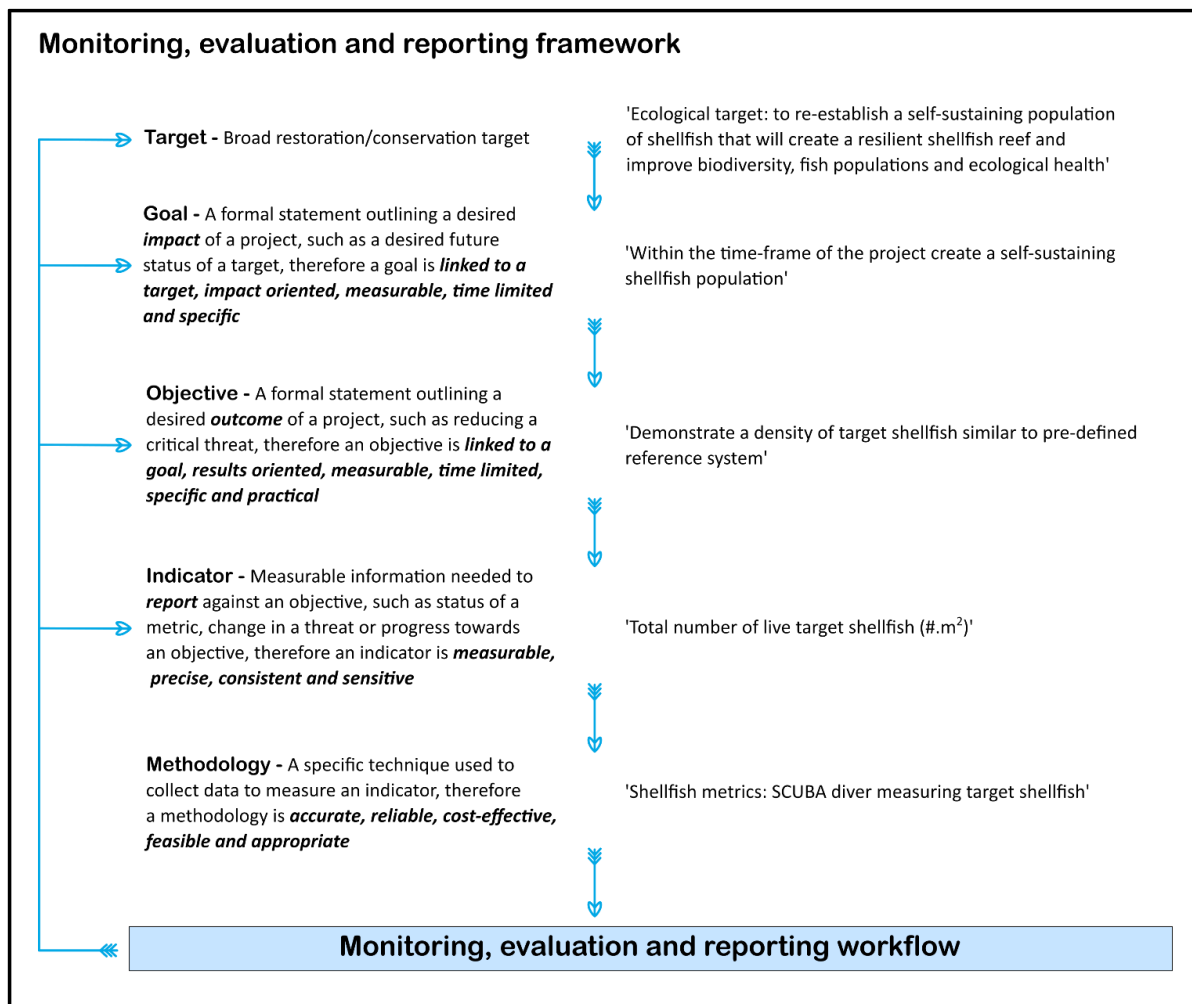 Monitoring, evaluation and reporting framework
Target - Broad restoration/conservation target
'Ecological target: to re-establish a self-sustaining population
of shellfish that will create a resilient shellfish reef and
improve biodiversity, fish populations and ecological health'
Goal - A formal statement outlining a desired
impact of a project, such as a desired future
status of a target, therefore a goal is linked to a
target, impact oriented, measurable, time limited
and specific
'Within the time-frame of the project create a self-sustaining
shellfish population'
Objective - A formal statement outlining a
desired outcome of a project, such as reducing a
critical threat, therefore an objective is linked to a
goal, results oriented, measurable, time limited,
specific and practical
'Demonstrate a density of target shellfish similar to pre-defined
reference system'
Indicator - Measurable information needed to
report against an objective, such as status of a
metric, change in a threat or progress towards
an objective, therefore an indicator is measurable,
precise, consistent and sensitive
'Total number of live target shellfish (#.m²)'
Methodology - A specific technique used to
collect data to measure an indicator, therefore
a methodology is accurate, reliable, cost-effective,
feasible and appropriate
'Shellfish metrics: SCUBA diver measuring target shellfish'
Monitoring, evaluation and reporting workflow